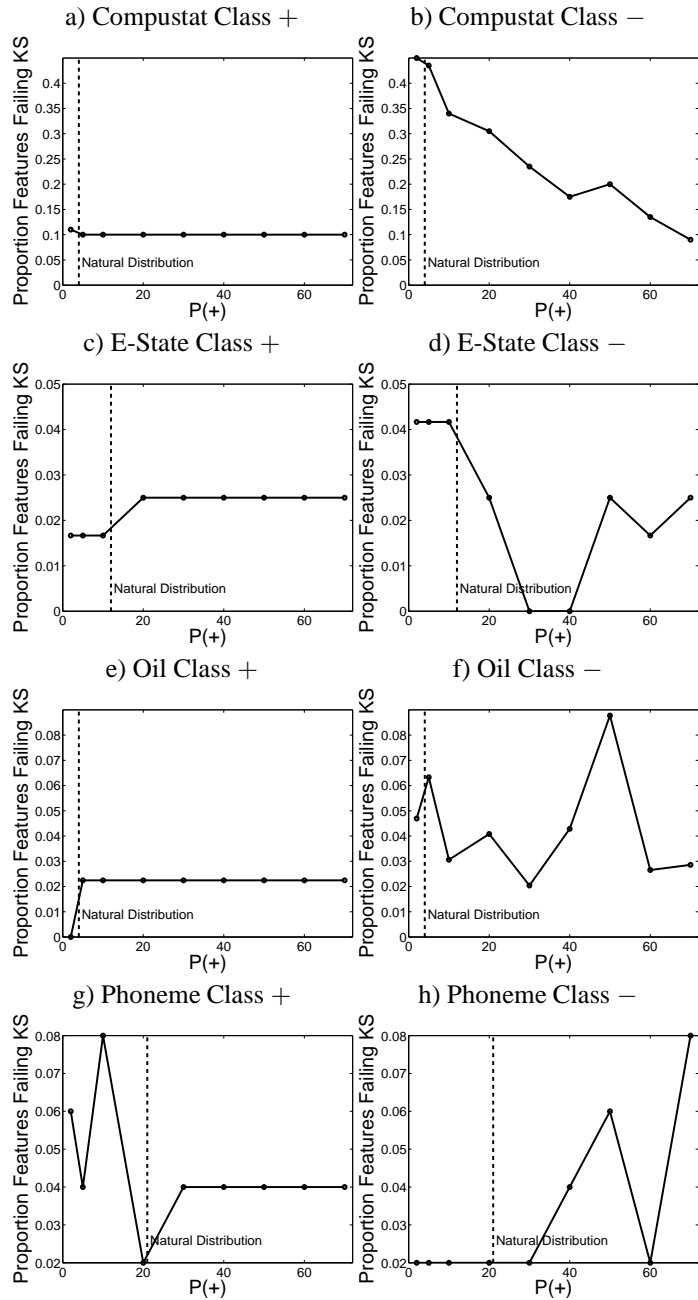 a) Compustat Class +
b) Compustat Class −
Proportion Features Failing KS
0.4
0.35
0.3
0.25
0.2
0.15
0.1
0.05
0
Natural Distribution
0 20 40 60
P(+)
Proportion Features Failing KS
0.4
0.35
0.3
0.25
0.2
0.15
0.1
0.05
0
Natural Distribution
0 20 40 60
P(+)
c) E-State Class +
d) E-State Class −
Proportion Features Failing KS
0.05
0.04
0.03
0.02
0.01
0
Natural Distribution
0 20 40 60
P(+)
Proportion Features Failing KS
0.05
0.04
0.03
0.02
0.01
0
Natural Distribution
0 20 40 60
P(+)
e) Oil Class +
f) Oil Class −
Proportion Features Failing KS
0.08
0.07
0.06
0.05
0.04
0.03
0.02
0.01
0
Natural Distribution
0 20 40 60
P(+)
Proportion Features Failing KS
0.08
0.07
0.06
0.05
0.04
0.03
0.02
0.01
0
Natural Distribution
0 20 40 60
P(+)
g) Phoneme Class +
h) Phoneme Class −
Proportion Features Failing KS
0.08
0.07
0.06
0.05
0.04
0.03
0.02
Natural Distribution
0 20 40 60
P(+)
Proportion Features Failing KS
0.08
0.07
0.06
0.05
0.04
0.03
0.02
Natural Distribution
0 20 40 60
P(+)